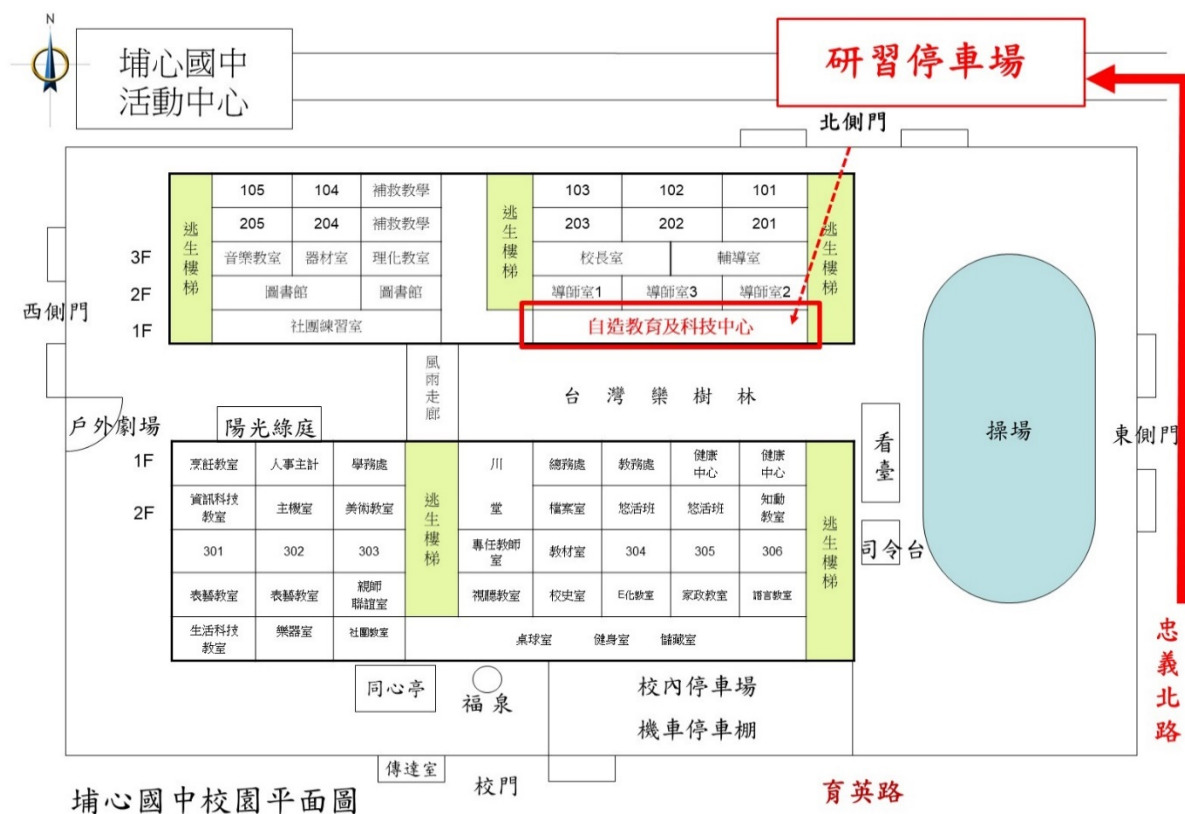 N
埔心國中
活動中心
研習停車場
北側門
105 104 補救教學
103 102 101
205 204 補救教學
203 202 201
逃生樓梯
逃生樓梯
逃生樓梯
3F
音樂教室 器材室 理化教室
校長室 輔導室
2F
圖書館 圖書館
導師室1 導師室3 導師室2
西側門
1F
社團練習室
自造教育及科技中心
風雨走廊
台灣欒樹林
戶外劇場
陽光綠庭
看臺
操場
東側門
1F
烹飪教室 人事主計 學務處
川堂
總務處 教務處 健康中心 健康中心
2F
資訊科技教室 主機室 美術教室
檔案室 悠活班 悠活班 知動教室
逃生樓梯
逃生樓梯
司令台
301 302 303
專任教師室 教材室 304 305 306
表藝教室 表藝教室 親師聯誼室
視聽教室 校史室 E化教室 家政教室 語言教室
生活科技教室 樂器室 社團教室
桌球室 健身室 儲藏室
忠義北路
同心亭
福泉
校內停車場
機車停車棚
傳達室
校門
育英路
埔心國中校園平面圖